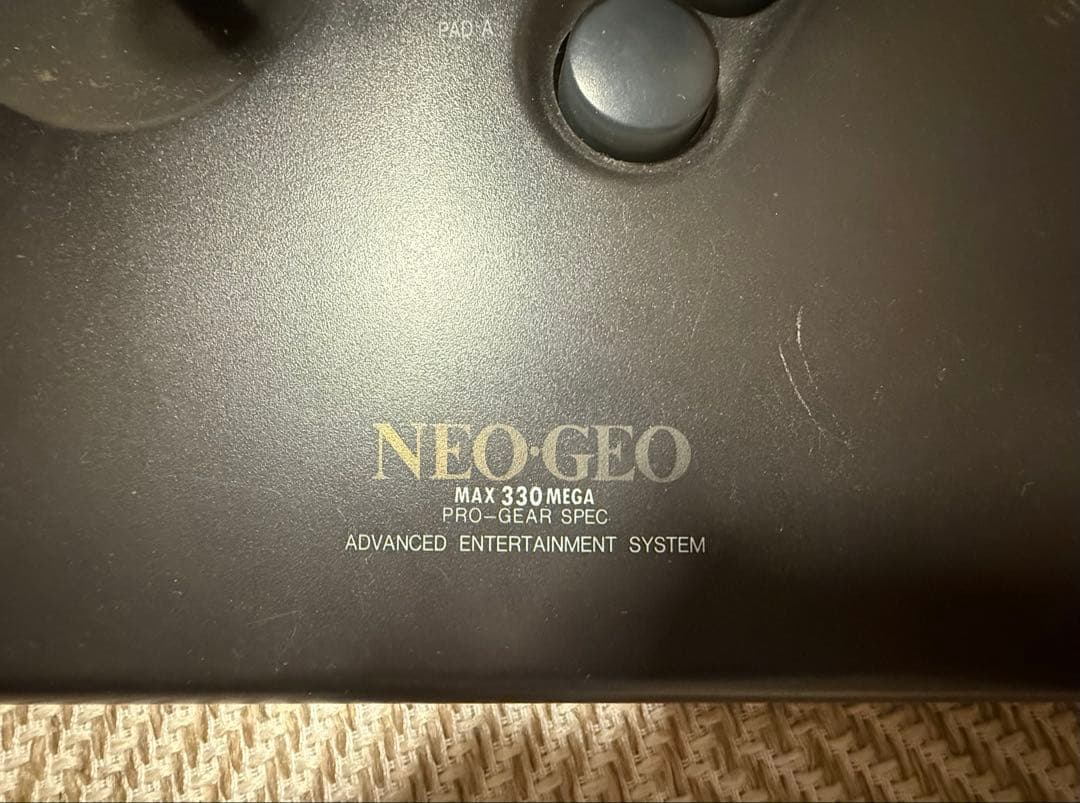 PAD A
NEO·GEO
MAX 330 MEGA
PRO-GEAR SPEC
ADVANCED ENTERTAINMENT SYSTEM